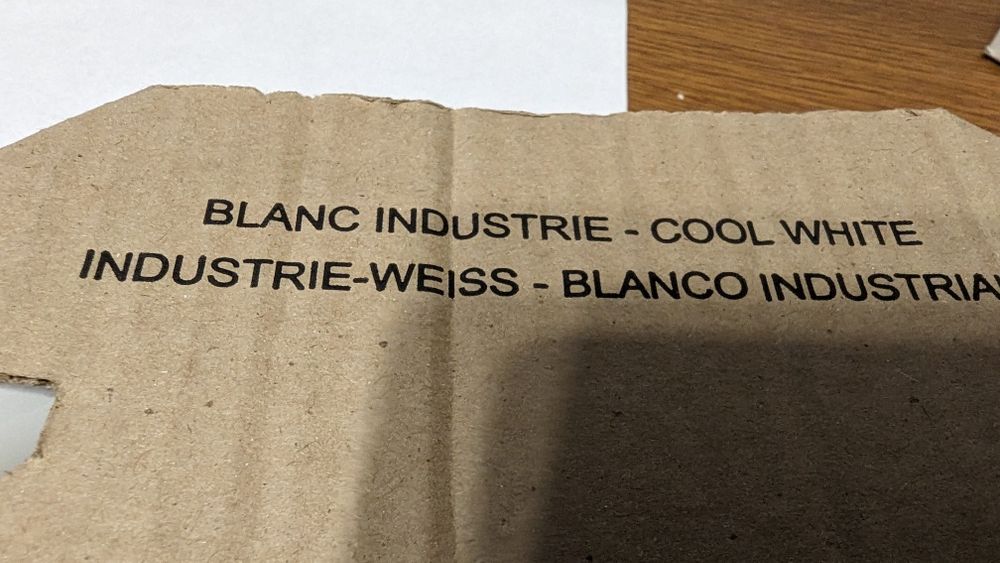 BLANC INDUSTRIE - COOL WHITE
INDUSTRIE-WEISS - BLANCO INDUSTRIA